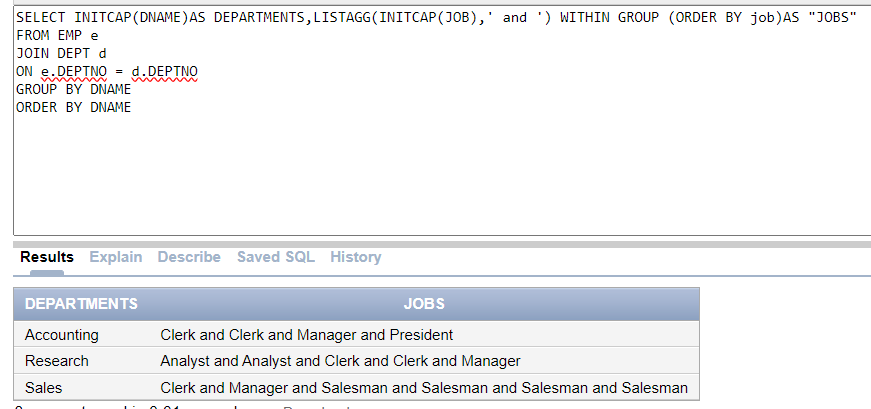 SELECT INITCAP(DNAME)AS DEPARTMENTS,LISTAGG(INITCAP(JOB),' and ') WITHIN GROUP (ORDER BY job)AS "JOBS"
FROM EMP e
JOIN DEPT d
ON e.DEPTNO = d.DEPTNO
GROUP BY DNAME
ORDER BY DNAME
Results Explain Describe Saved SQL History
DEPARTMENTS JOBS
Accounting Clerk and Clerk and Manager and President
Research Analyst and Analyst and Clerk and Clerk and Manager
Sales Clerk and Manager and Salesman and Salesman and Salesman and Salesman